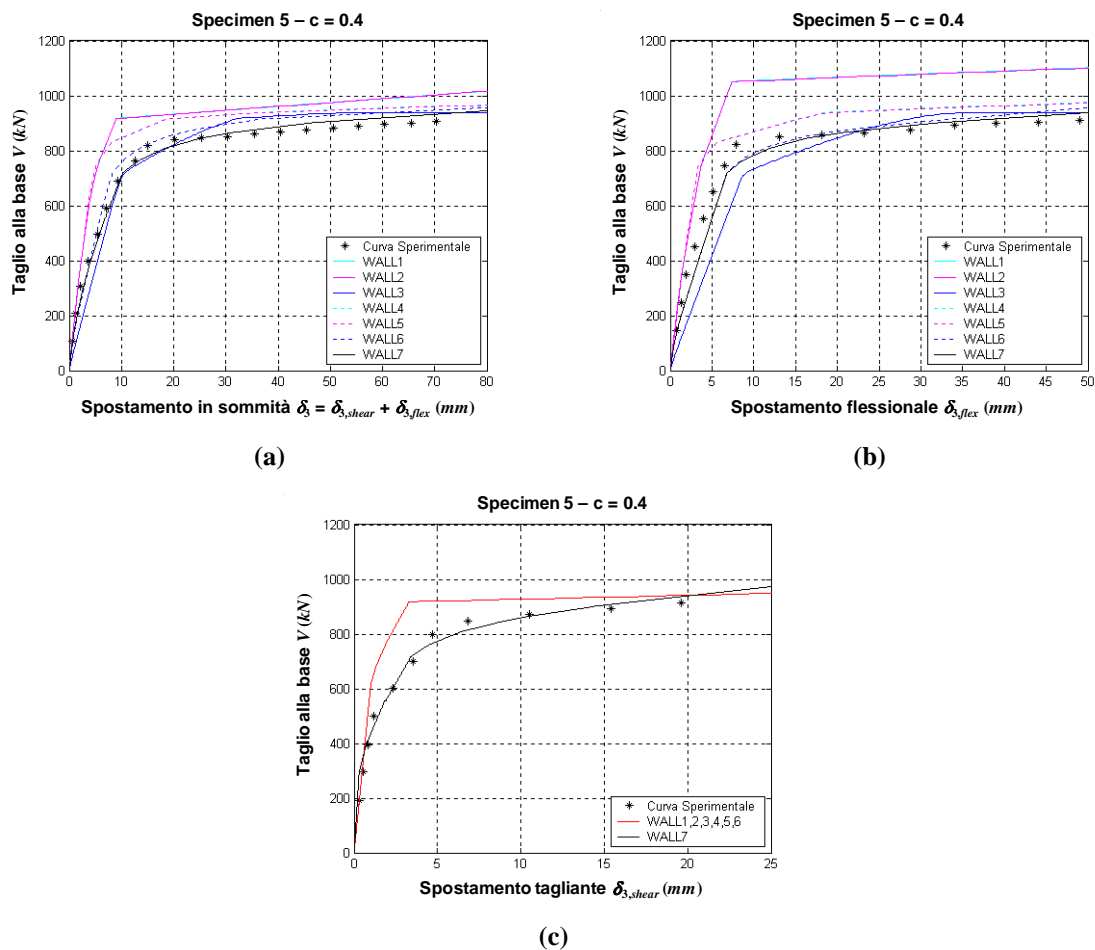 Specimen 5 – c = 0.4
1200
1000
800
600
400
200
0
Taglio alla base V (kN)
Curva Sperimentale
WALL1
WALL2
WALL3
WALL4
WALL5
WALL6
WALL7
0 10 20 30 40 50 60 70 80
Spostamento in sommità δ3 = δ3,shear + δ3,flex (mm)
(a)
Specimen 5 – c = 0.4
1200
1000
800
600
400
200
0
Taglio alla base V (kN)
Curva Sperimentale
WALL1
WALL2
WALL3
WALL4
WALL5
WALL6
WALL7
0 5 10 15 20 25 30 35 40 45 50
Spostamento flessionale δ3,flex (mm)
(b)
Specimen 5 – c = 0.4
1200
1000
800
600
400
200
0
Taglio alla base V (kN)
Curva Sperimentale
WALL1,2,3,4,5,6
WALL7
0 5 10 15 20 25
Spostamento tagliante δ3,shear (mm)
(c)